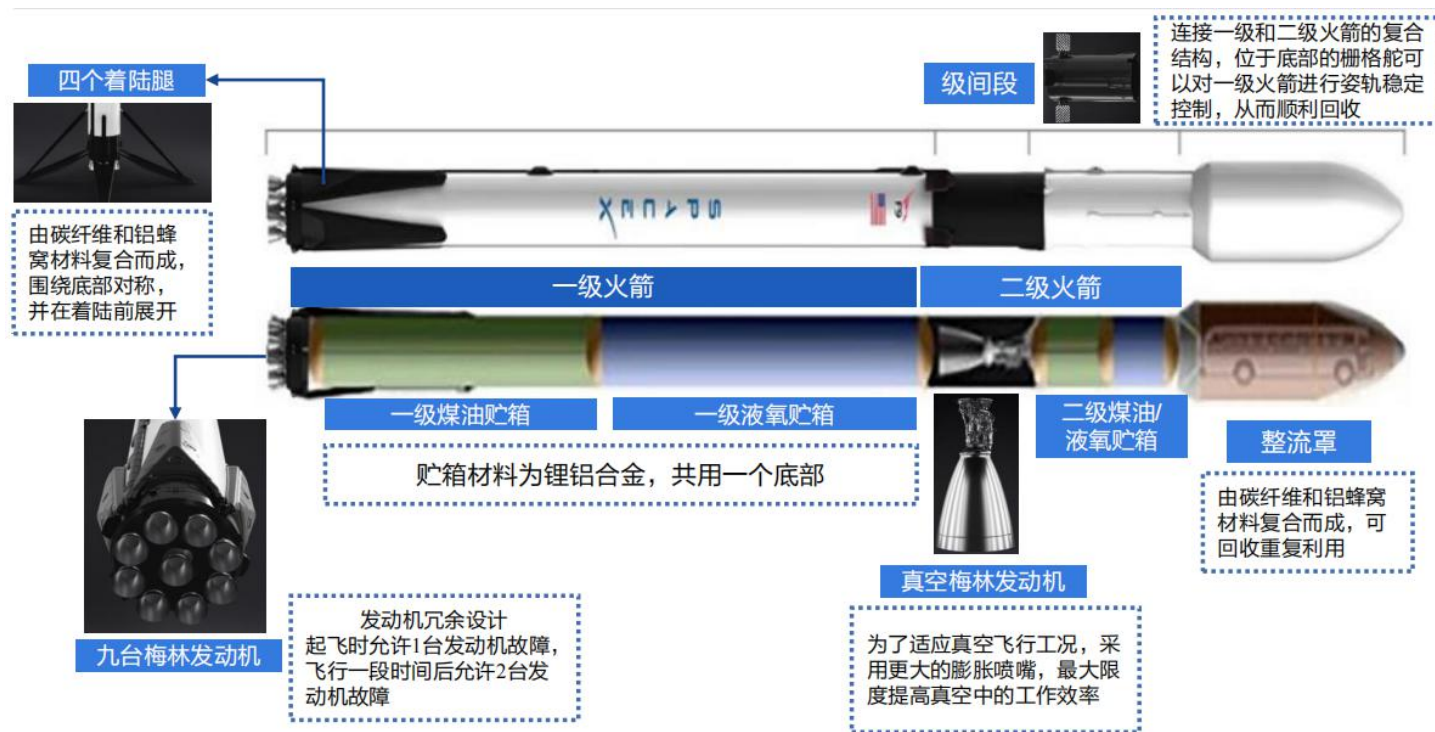 四个着陆腿
由碳纤维和铝蜂
窝材料复合而成，
围绕底部对称，
并在着陆前展开
级间段
连接一级和二级火箭的复合
结构，位于底部的栅格舵可
以对一级火箭进行姿轨稳定
控制，从而顺利回收
SPACEX
F9
一级火箭
二级火箭
一级煤油贮箱
一级液氧贮箱
二级煤油/
液氧贮箱
整流罩
贮箱材料为锂铝合金，共用一个底部
由碳纤维和铝蜂窝
材料复合而成，可
回收重复利用
九台梅林发动机
发动机冗余设计
起飞时允许1台发动机故障，
飞行一段时间后允许2台发
动机故障
真空梅林发动机
为了适应真空飞行工况，采
用更大的膨胀喷嘴，最大限
度提高真空中的工作效率